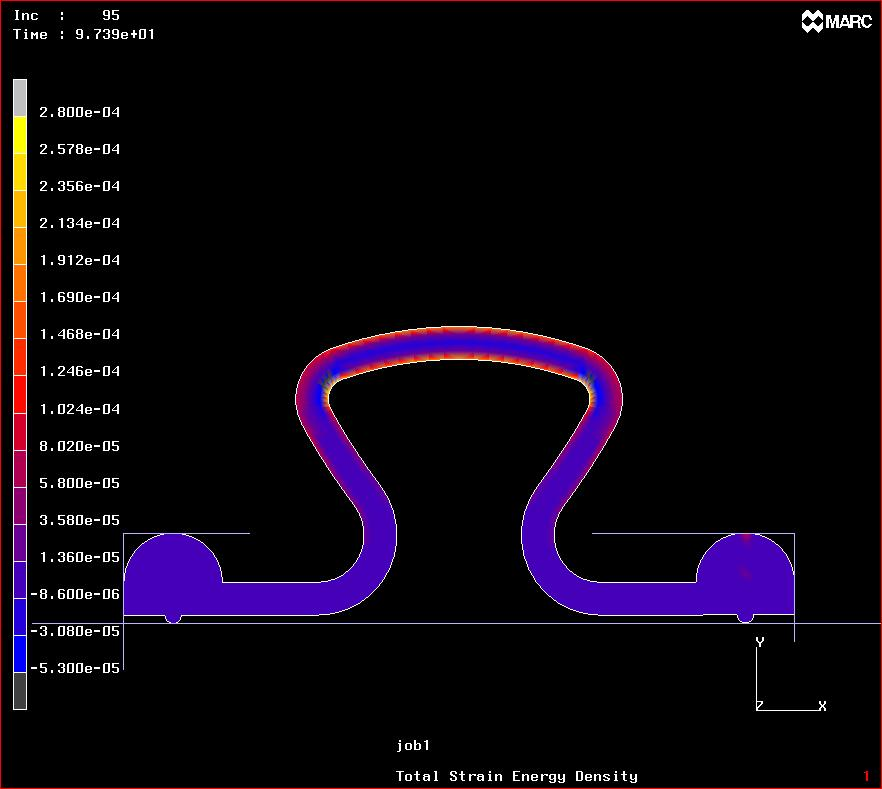 Inc : 95
Time : 9.739e+01
MARC
2.800e-04
2.578e-04
2.356e-04
2.134e-04
1.912e-04
1.690e-04
1.468e-04
1.246e-04
1.024e-04
8.020e-05
5.800e-05
3.580e-05
1.360e-05
-8.600e-06
-3.080e-05
-5.300e-05
Y
Z X
job1
Total Strain Energy Density 1